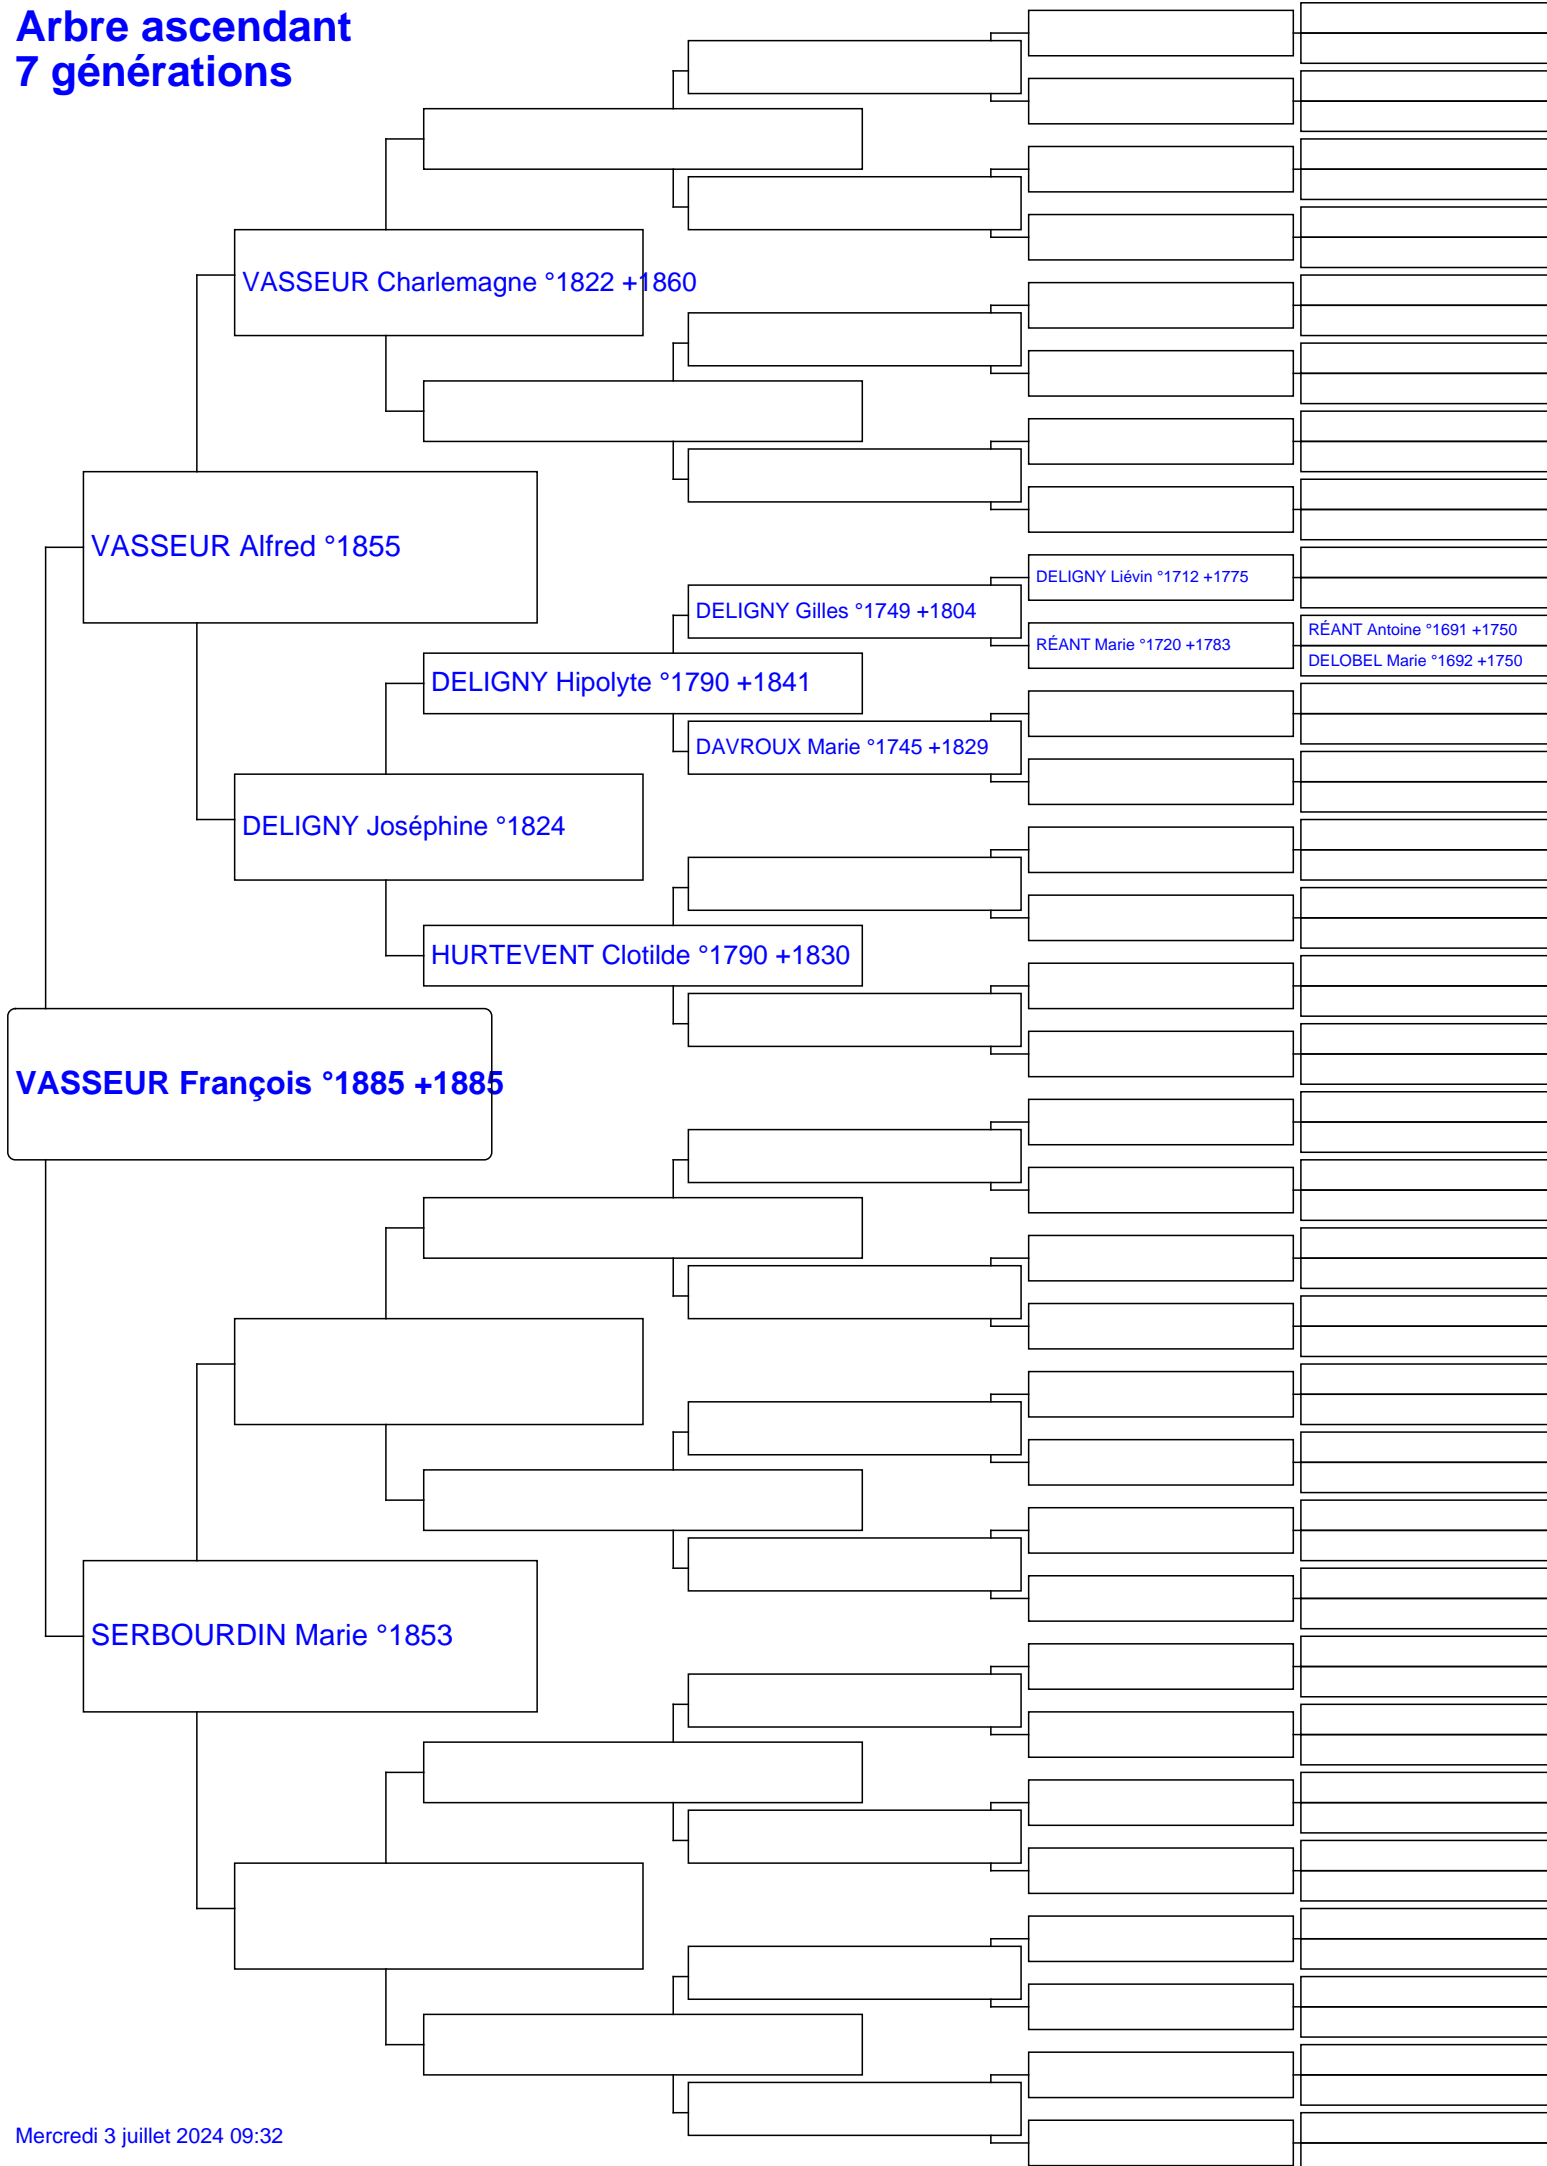 Arbre ascendant
7 générations
VASSEUR Charlemagne °1822 +1860
VASSEUR Alfred °1855
DELIGNY Liévin °1712 +1775
DELIGNY Gilles °1749 +1804
RÉANT Antoine °1691 +1750
RÉANT Marie °1720 +1783
DELOBEL Marie °1692 +1750
DELIGNY Hipolyte °1790 +1841
DAVROUX Marie °1745 +1829
DELIGNY Joséphine °1824
HURTEVENT Clotilde °1790 +1830
VASSEUR François °1885 +1885
SERBOURDIN Marie °1853
Mercredi 3 juillet 2024 09:32